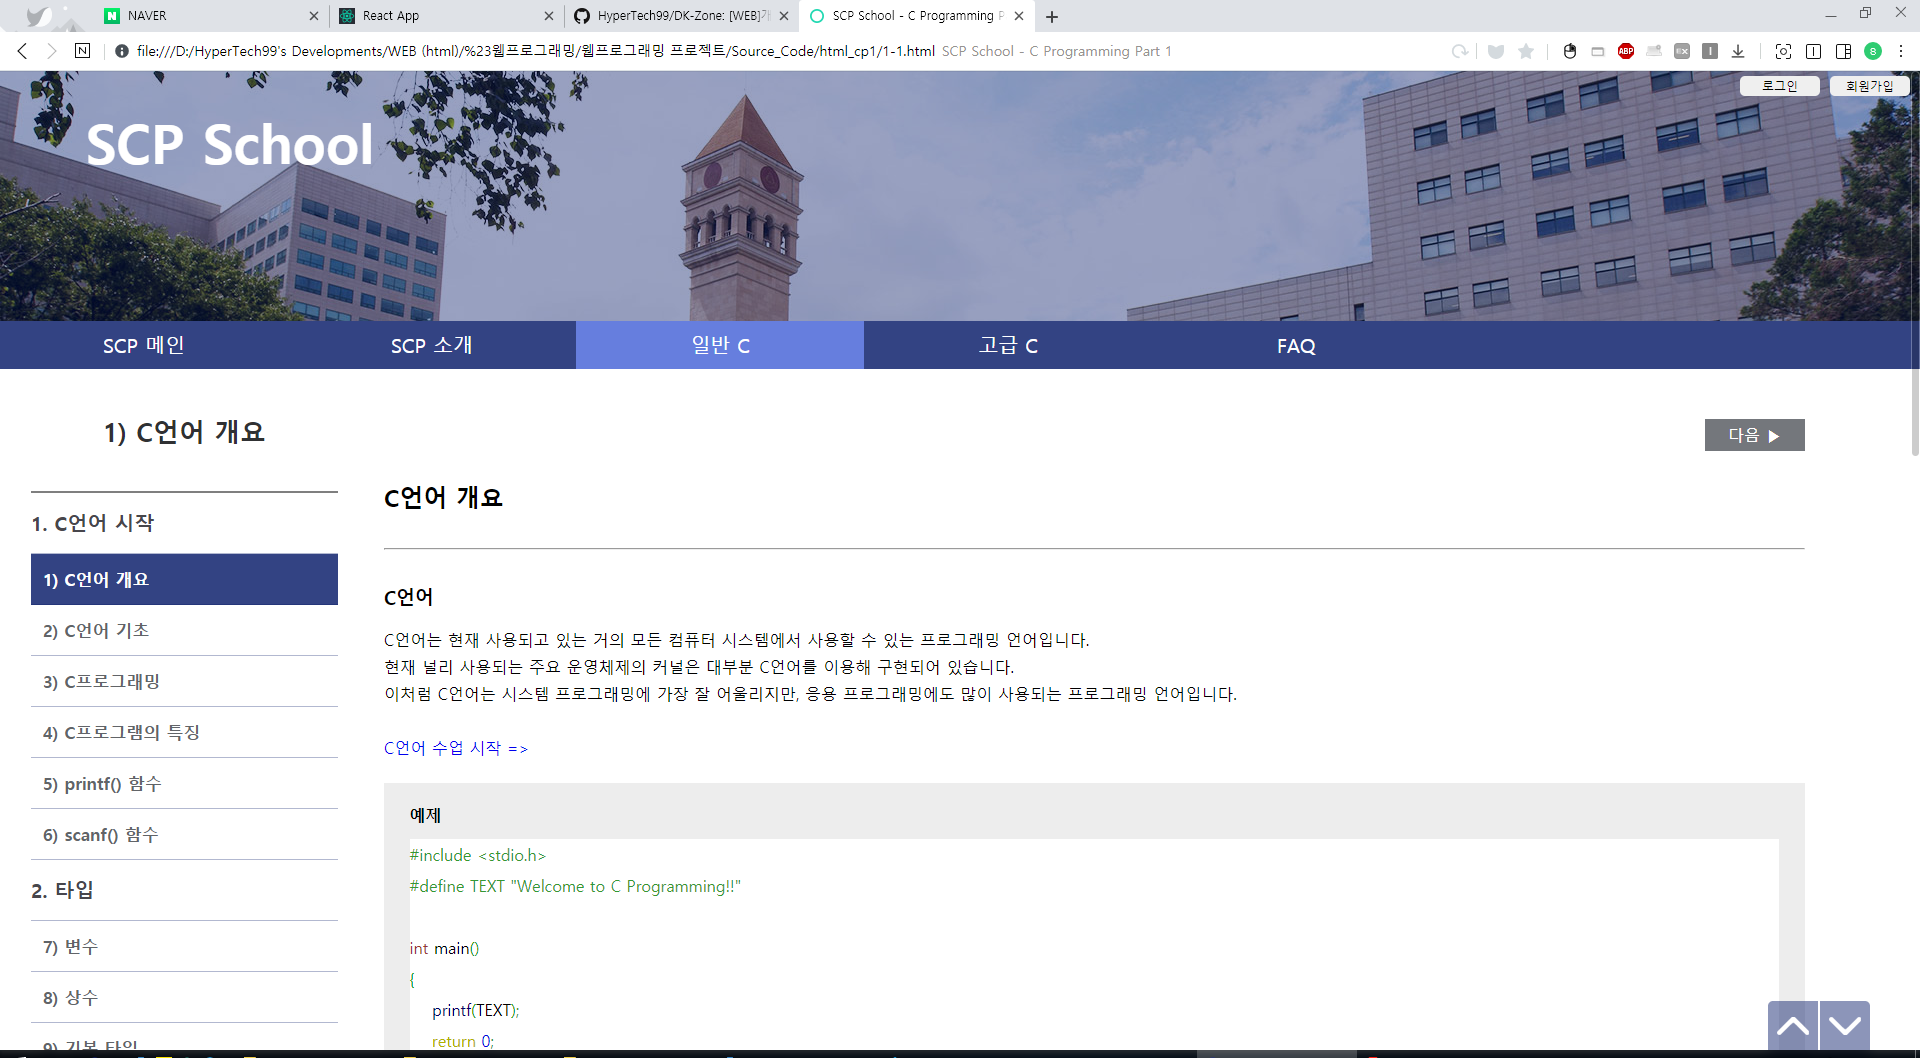 NAVER
React App
HyperTech99/DK-Zone: [WEB]
SCP School - C Programming P
file:///D:/HyperTech99's Developments/WEB (html)/%23웹프로그래밍/웹프로그래밍 프로젝트/Source_Code/html_cp1/1-1.html SCP School - C Programming Part 1
로그인
회원가입
SCP School
SCP 메인
SCP 소개
일반 C
고급 C
FAQ
1) C언어 개요
다음 ▶
1. C언어 시작
1) C언어 개요
2) C언어 기초
3) C프로그래밍
4) C프로그램의 특징
5) printf() 함수
6) scanf() 함수
2. 타입
7) 변수
8) 상수
9) 기본 타입
C언어 개요
C언어
C언어는 현재 사용되고 있는 거의 모든 컴퓨터 시스템에서 사용할 수 있는 프로그래밍 언어입니다.
현재 널리 사용되는 주요 운영체제의 커널은 대부분 C언어를 이용해 구현되어 있습니다.
이처럼 C언어는 시스템 프로그래밍에 가장 잘 어울리지만, 응용 프로그래밍에도 많이 사용되는 프로그래밍 언어입니다.
C언어 수업 시작 =>
예제
#include <stdio.h>
#define TEXT "Welcome to C Programming!!"
int main()
{
printf(TEXT);
return 0;